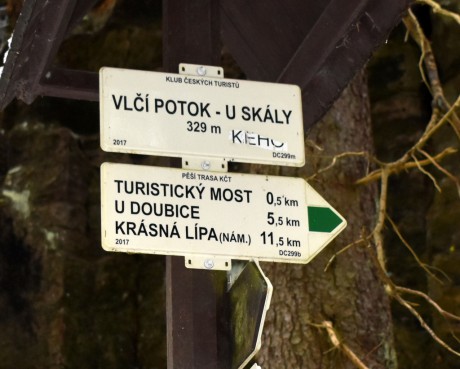 KLUB ČESKÝCH TURISTŮ
VLČÍ POTOK - U SKÁLY
329 m
KEHO
2017 DC299m
PĚŠÍ TRASA KČT
TURISTICKÝ MOST 0,5 km
U DOUBICE 5,5 km
KRÁSNÁ LÍPA (NÁM.) 11,5 km
2017 DC299b